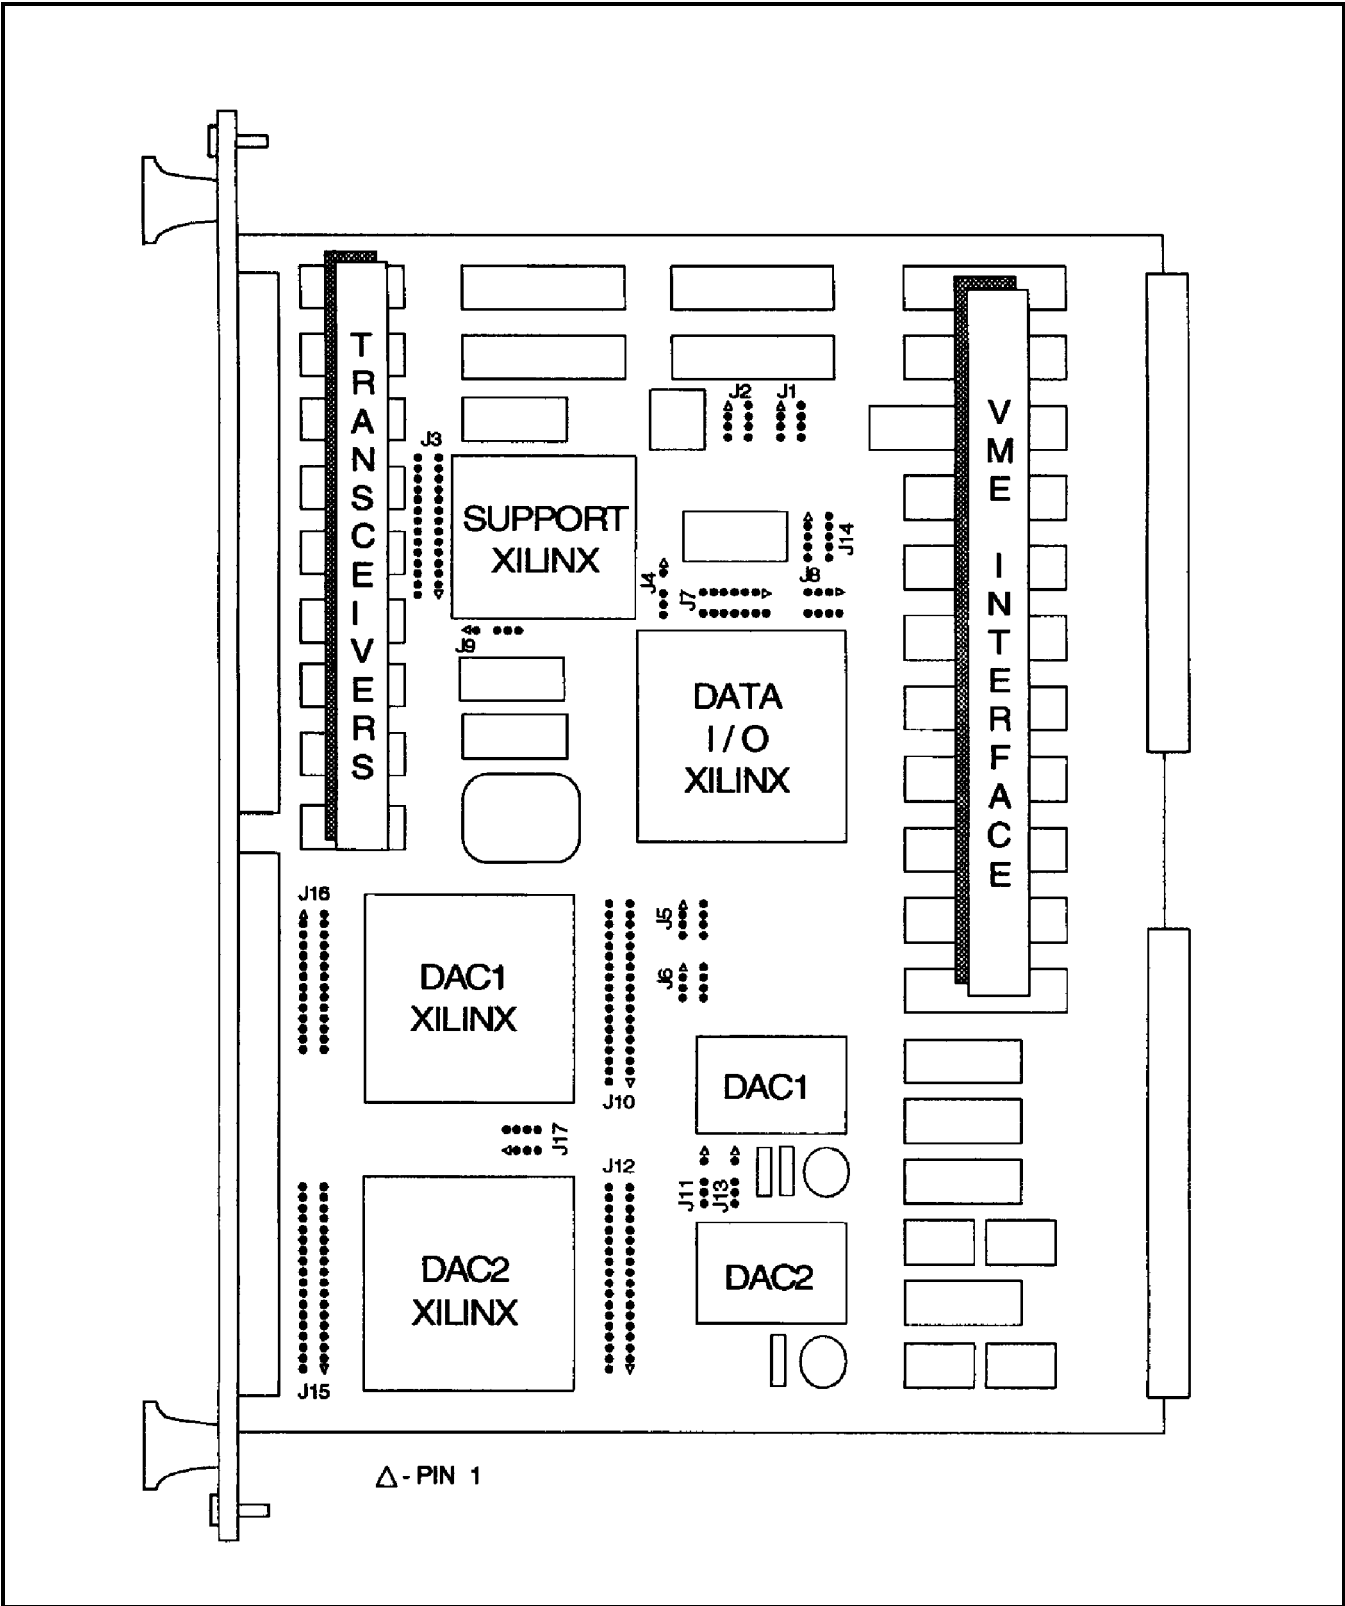 TRANSCEIVERS
VME INTERFACE
J2
J1
J3
SUPPORT
XILINX
J14
J4
J7
J8
J9
DATA
I/O
XILINX
J16
DAC1
XILINX
J5
J6
J10
DAC1
J17
J12
J11
J13
DAC2
XILINX
DAC2
J15
△ - PIN 1